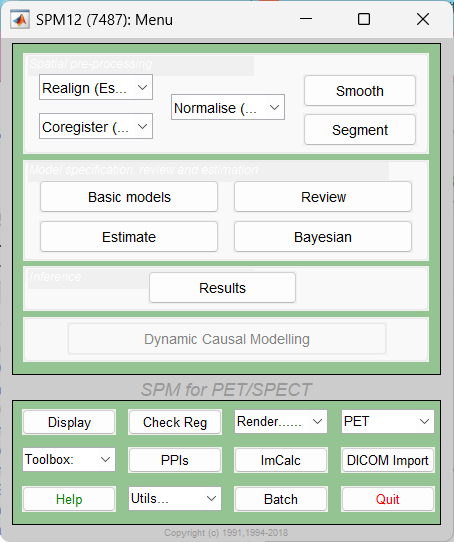 SPM12 (7487): Menu
Spatial pre-processing
Realign (Es...
Normalise (...
Smooth
Coregister (...
Segment
Model specification, review and estimation
Basic models
Review
Estimate
Bayesian
Inference
Results
Dynamic Causal Modelling
SPM for PET/SPECT
Display
Check Reg
Render......
PET
Toolbox:
PPIs
ImCalc
DICOM Import
Help
Utils...
Batch
Quit
Copyright (c) 1991,1994-2018